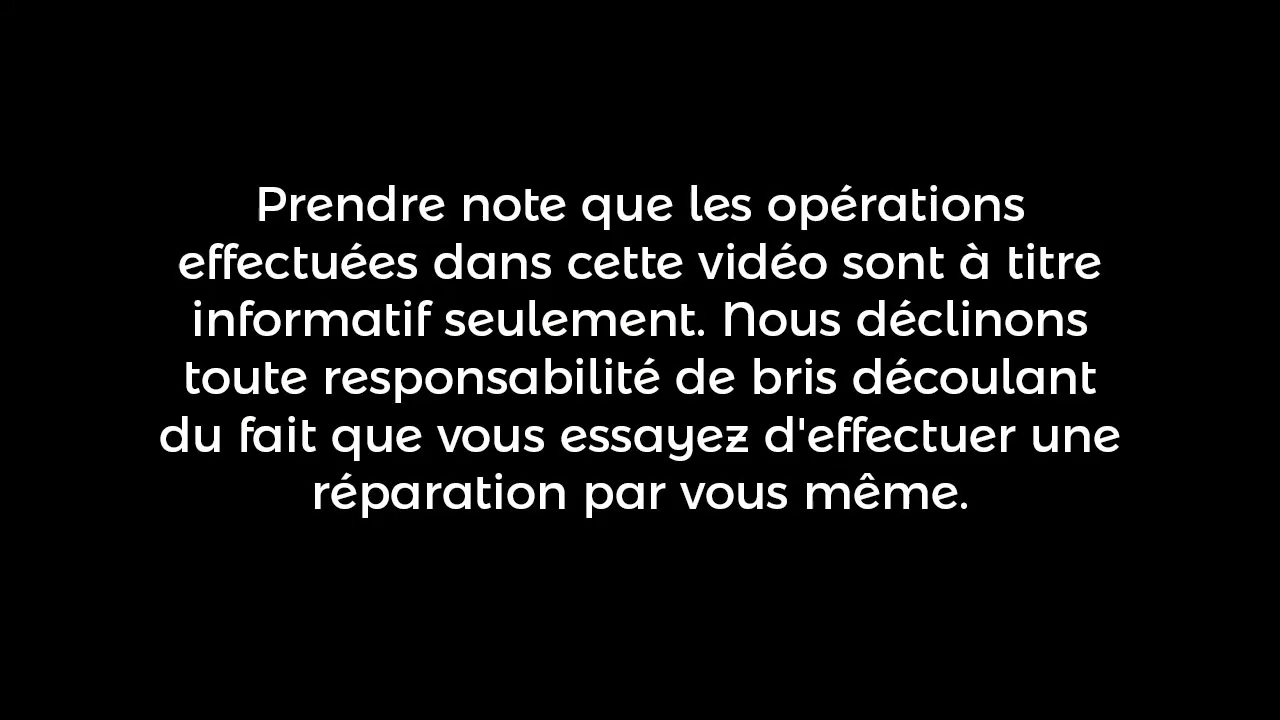 Prendre note que les opérations
effectuées dans cette vidéo sont à titre
informatif seulement. Nous déclinons
toute responsabilité de bris découlant
du fait que vous essayez d'effectuer une
réparation par vous même.